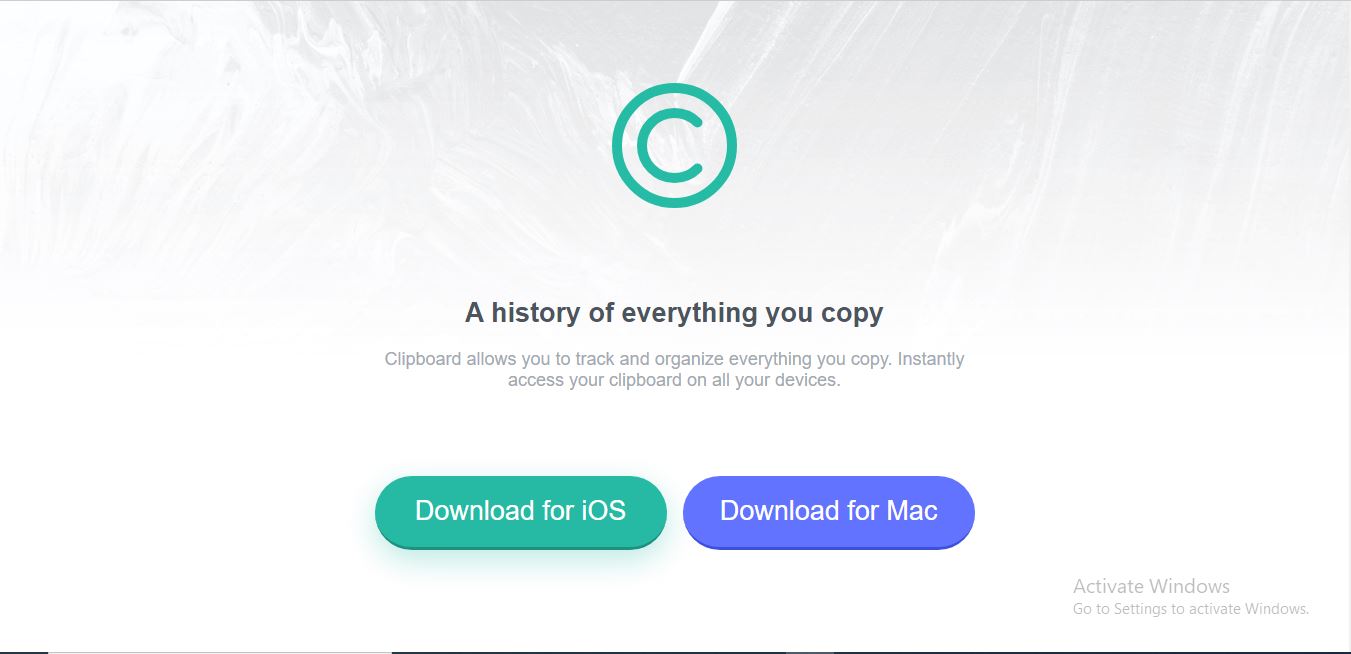 A history of everything you copy
Clipboard allows you to track and organize everything you copy. Instantly
access your clipboard on all your devices.
Download for iOS
Download for Mac
Activate Windows
Go to Settings to activate Windows.